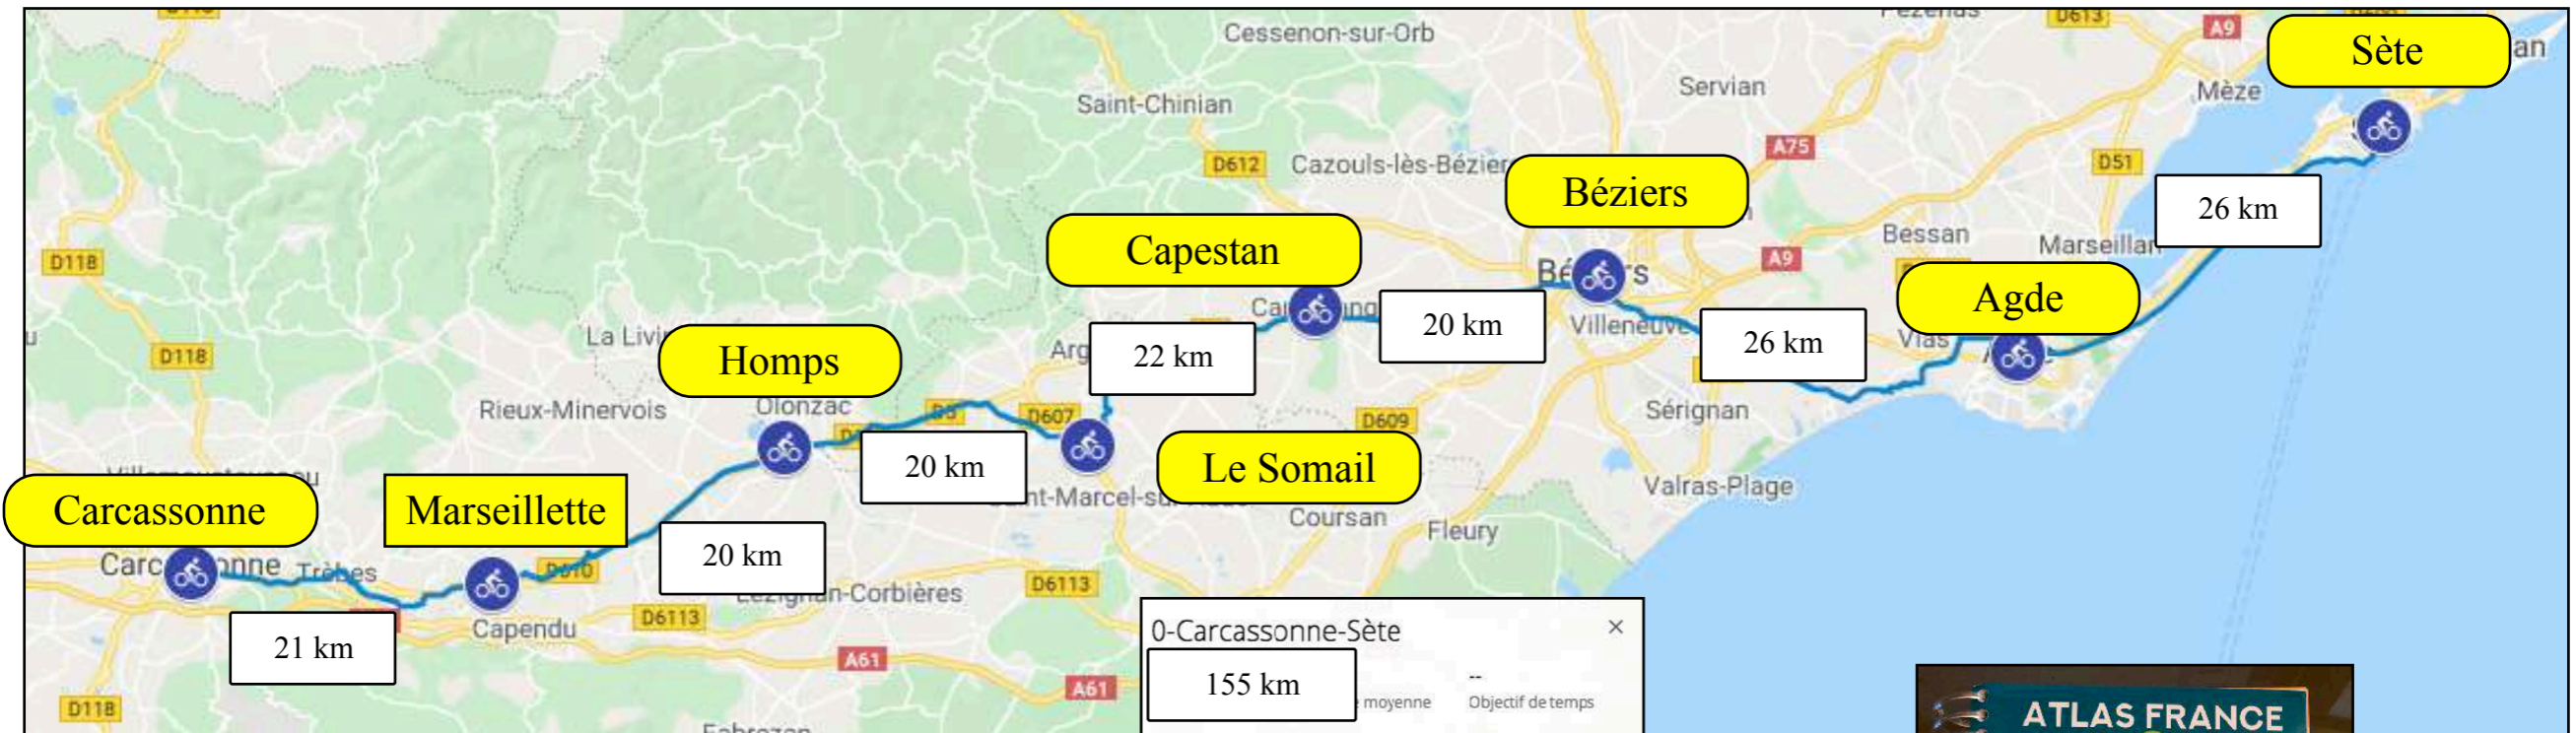 Cessenon-sur-Orb
D613
A9
Sète
an
Servian
Mèze
Saint-Chinian
A75
D612
Cazouls-lès-Béziers
D51
Béziers
26 km
Bessan
Marseillan
Capestan
D118
A9
Agde
20 km
Villeneuve
26 km
Vias
22 km
La Livi
D118
Homps
Sérignan
Rieux-Minervois
Olonzac
D607
D609
20 km
Le Somail
Valras-Plage
Carcassonne
Marseillette
Coursan
Fleury
20 km
Trèbes
D6113
Capendu
D6113
21 km
A61
A61
0-Carcassonne-Sète
×
155 km
moyenne
--
Objectif de temps
D118
ATLAS FRANCE